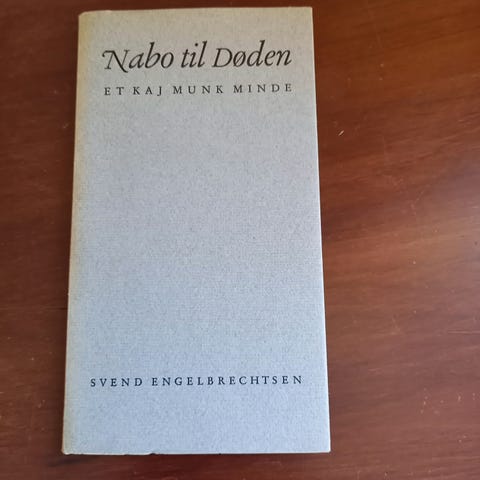 Nabo til Døden
ET KAJ MUNK MINDE
SVEND ENGELBRECHTSEN